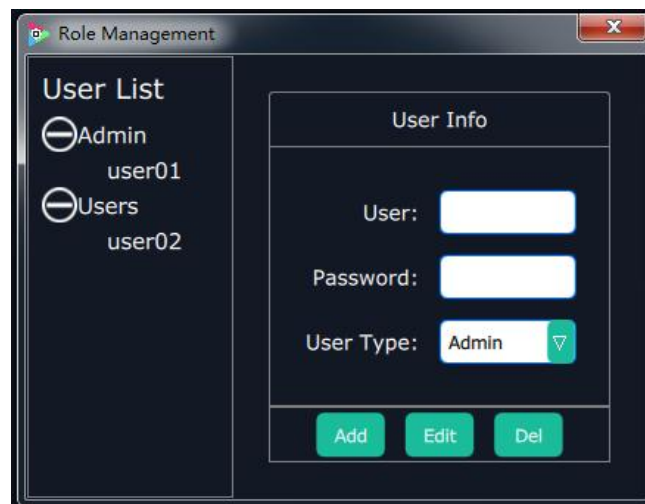 Role Management
User List
Admin
user01
Users
user02
User Info
User:
Password:
User Type: Admin
Add Edit Del